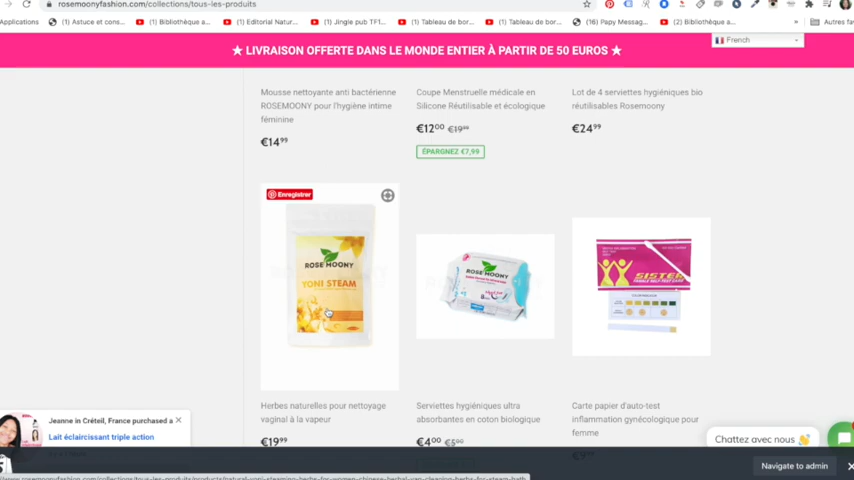 rosemoonyfashion.com/collections/tous-les-produits
Applications
(1) Astuces et cons...
(1) Bibliothèque a...
(1) Editorial Natur...
(1) Jingle pub TF1...
(1) Tableau de bor...
(1) Tableau de bor...
(16) Papy Messag...
(2) Bibliothèque a...
»
Autres fa
★ LIVRAISON OFFERTE DANS LE MONDE ENTIER À PARTIR DE 50 EUROS ★
French
Mousse nettoyante anti bactérienne
ROSEMOONY pour l'hygiène intime
féminine
€14⁹⁹
Coupe Menstruelle médicale en
Silicone Réutilisable et écologique
€12⁰⁰ €19⁹⁹
ÉPARGNEZ €7,99
Lot de 4 serviettes hygiéniques bio
réutilisables Rosemoony
€24⁹⁹
Enregistrer
ROSE MOONY
YONI STEAM
ROSE MOONY
SISTER
Herbes naturelles pour nettoyage
vaginal à la vapeur
€19⁹⁹
Serviettes hygiéniques ultra
absorbantes en coton biologique
€4⁰⁰ €5⁹⁰
Carte papier d'auto-test
inflammation gynécologique pour
femme
Jeanne in Créteil, France purchased a
Lait éclaircissant triple action
Chattez avec nous 👋
Navigate to admin